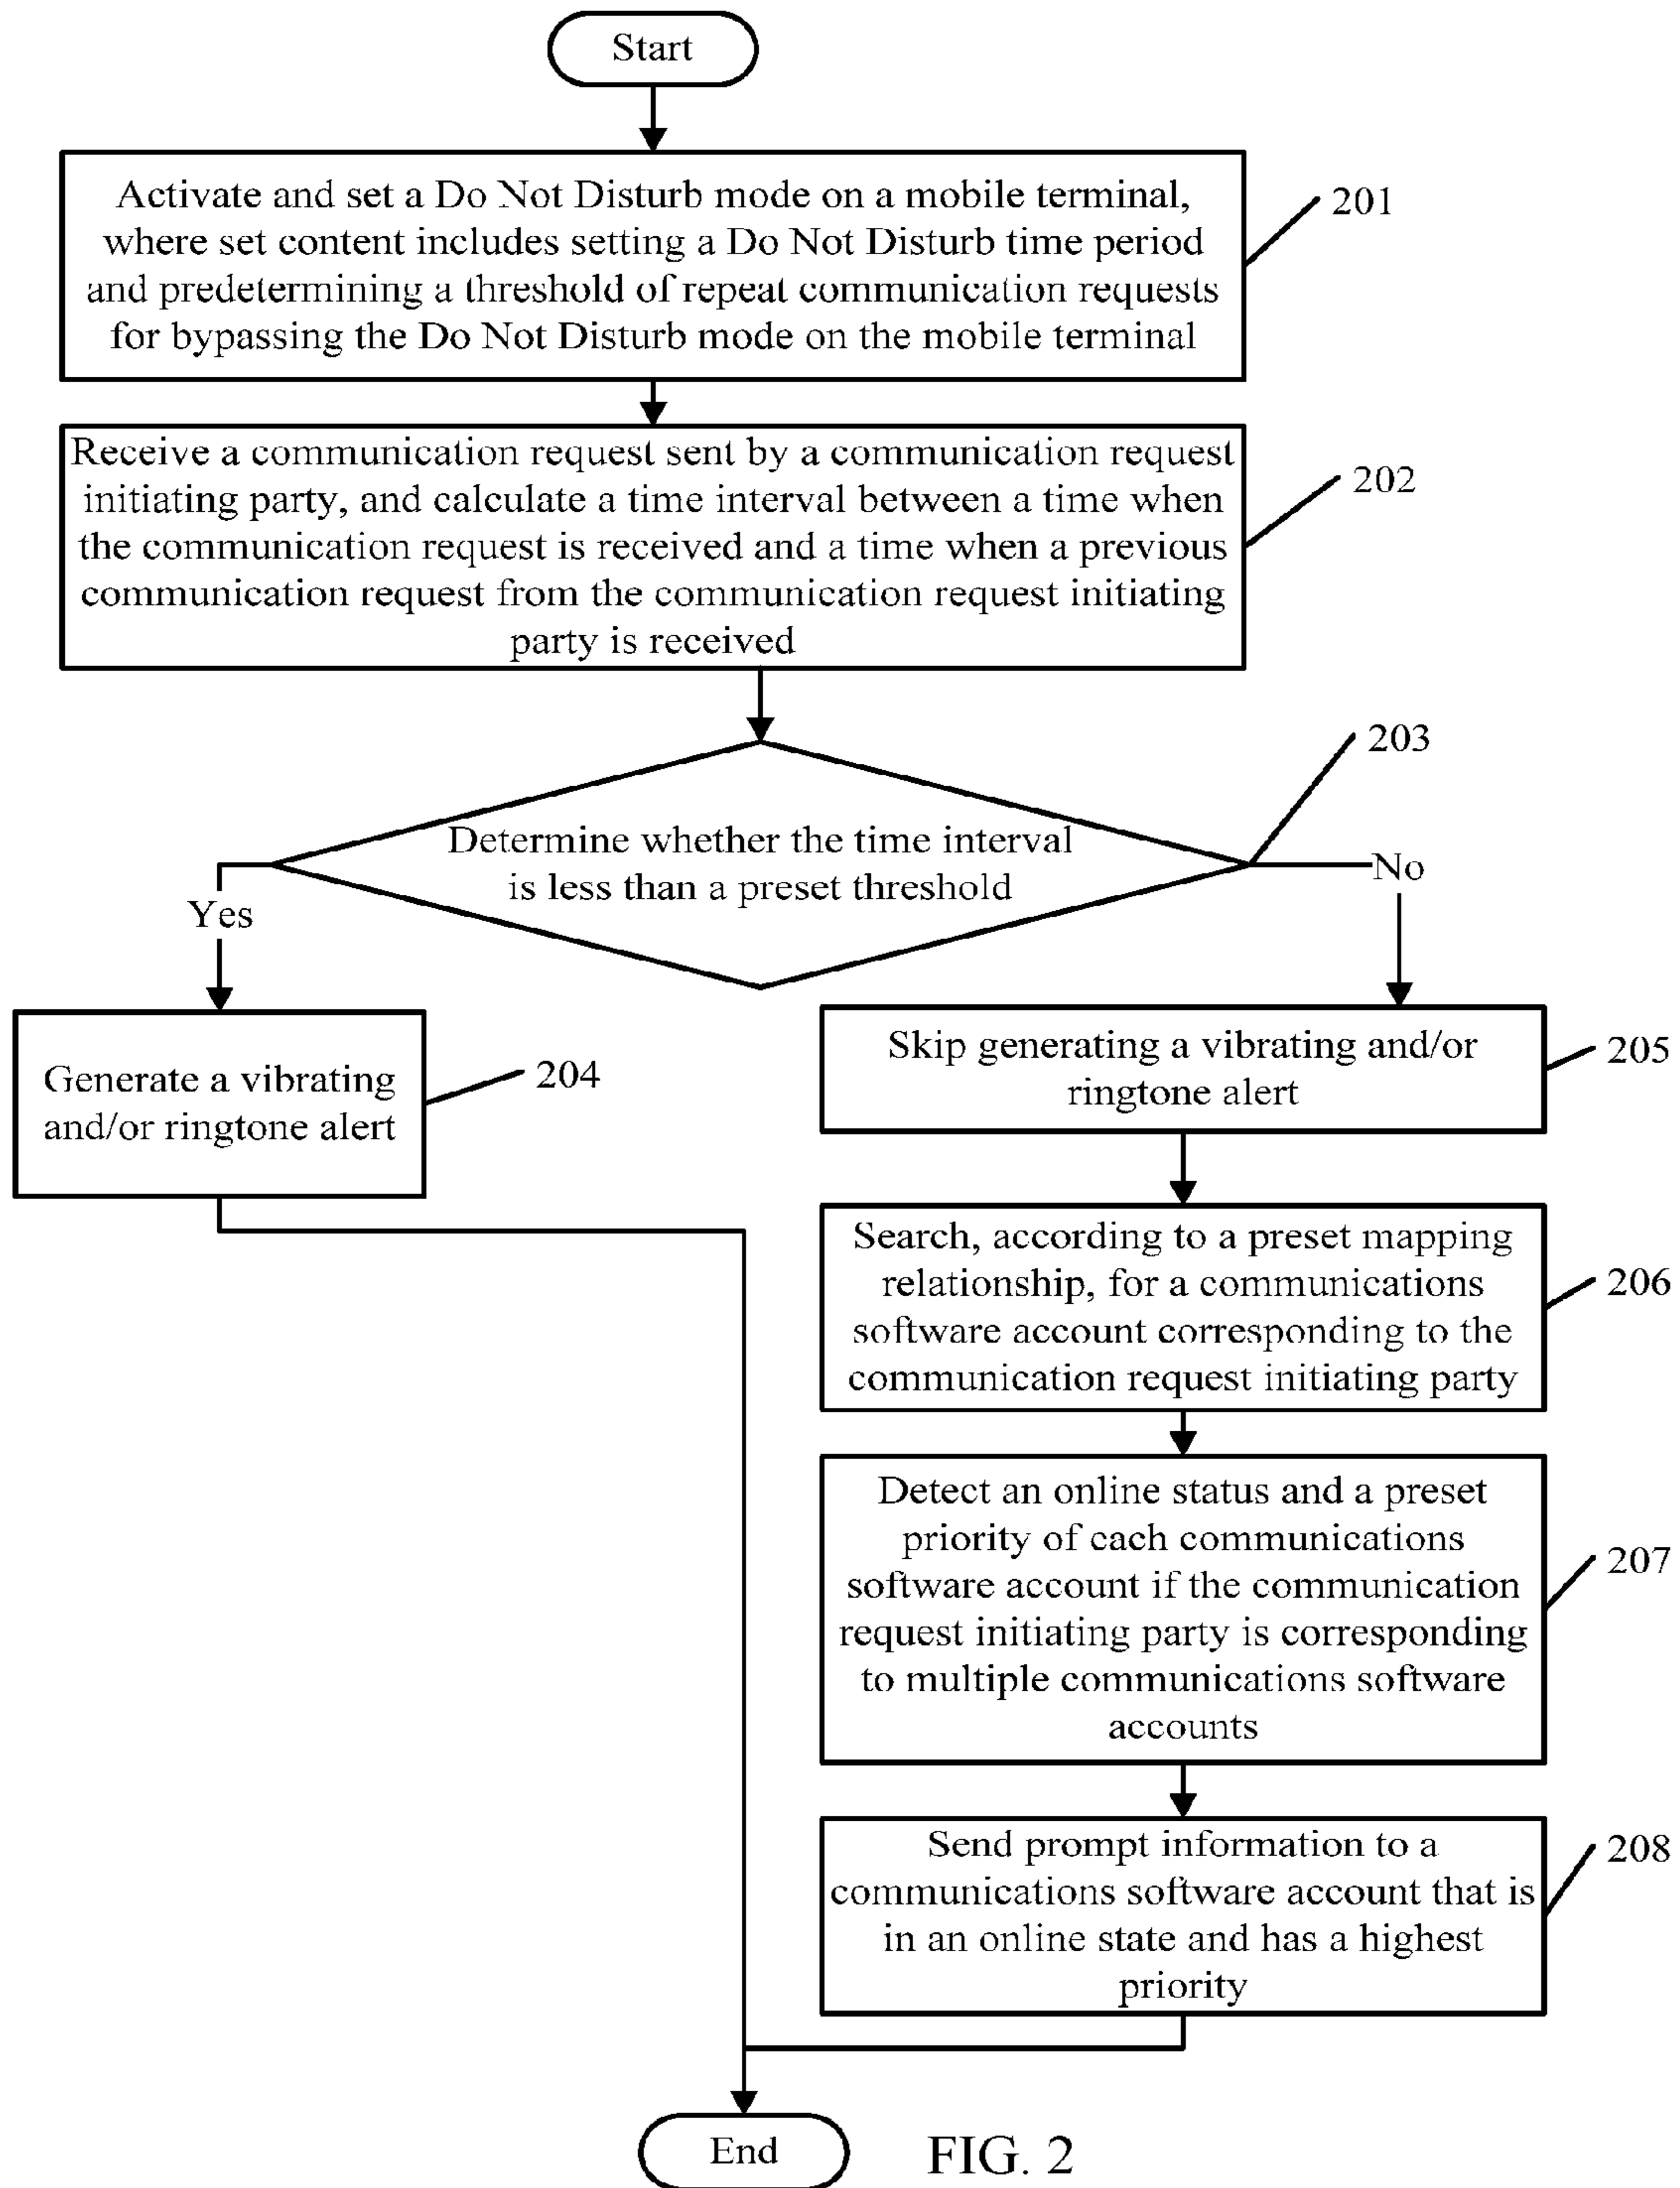 Start
Activate and set a Do Not Disturb mode on a mobile terminal,
where set content includes setting a Do Not Disturb time period
and predetermining a threshold of repeat communication requests
for bypassing the Do Not Disturb mode on the mobile terminal
201
Receive a communication request sent by a communication request
initiating party, and calculate a time interval between a time when
the communication request is received and a time when a previous
communication request from the communication request initiating
party is received
202
203
Determine whether the time interval
is less than a preset threshold
Yes
No
Generate a vibrating
and/or ringtone alert
204
Skip generating a vibrating and/or
ringtone alert
205
Search, according to a preset mapping
relationship, for a communications
software account corresponding to the
communication request initiating party
206
Detect an online status and a preset
priority of each communications
software account if the communication
request initiating party is corresponding
to multiple communications software
accounts
207
Send prompt information to a
communications software account that is
in an online state and has a highest
priority
208
End
FIG. 2